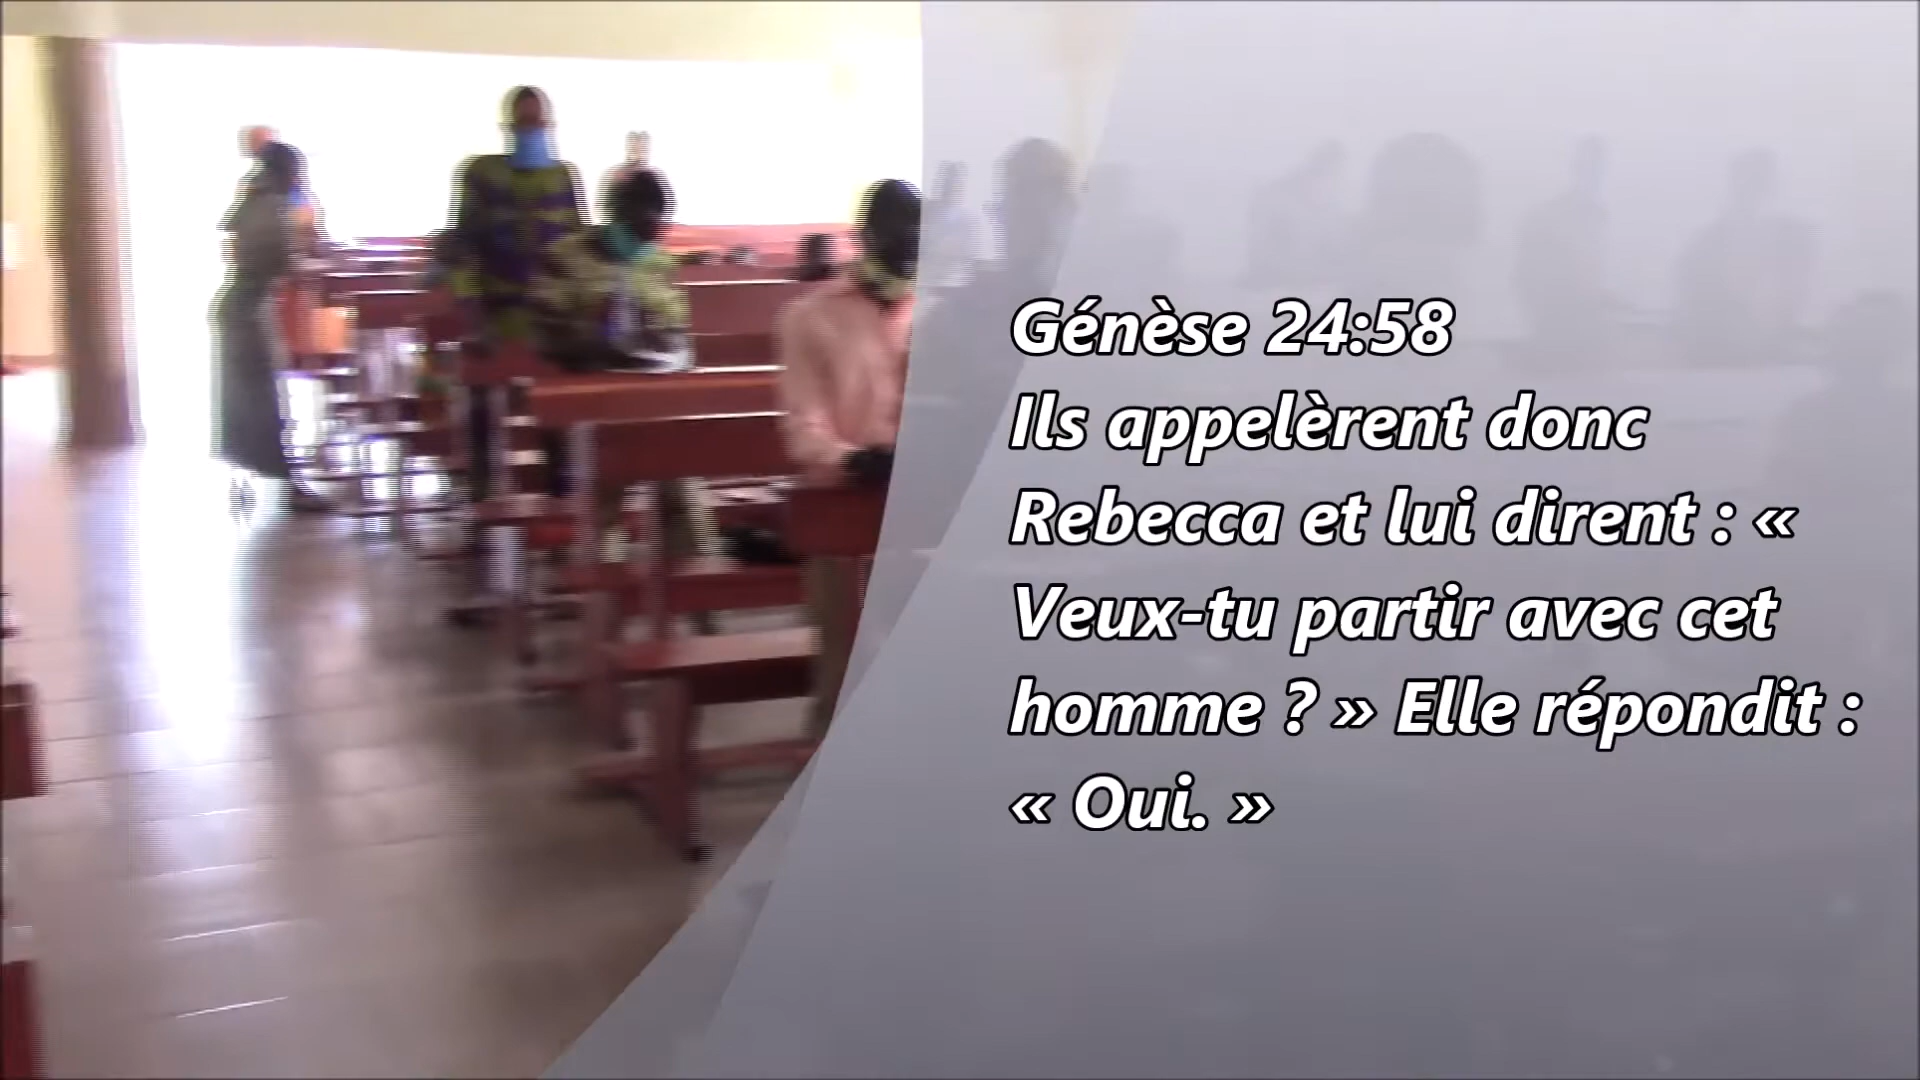 Génèse 24:58
Ils appelèrent donc
Rebecca et lui dirent : «
Veux-tu partir avec cet
homme ? » Elle répondit :
« Oui. »